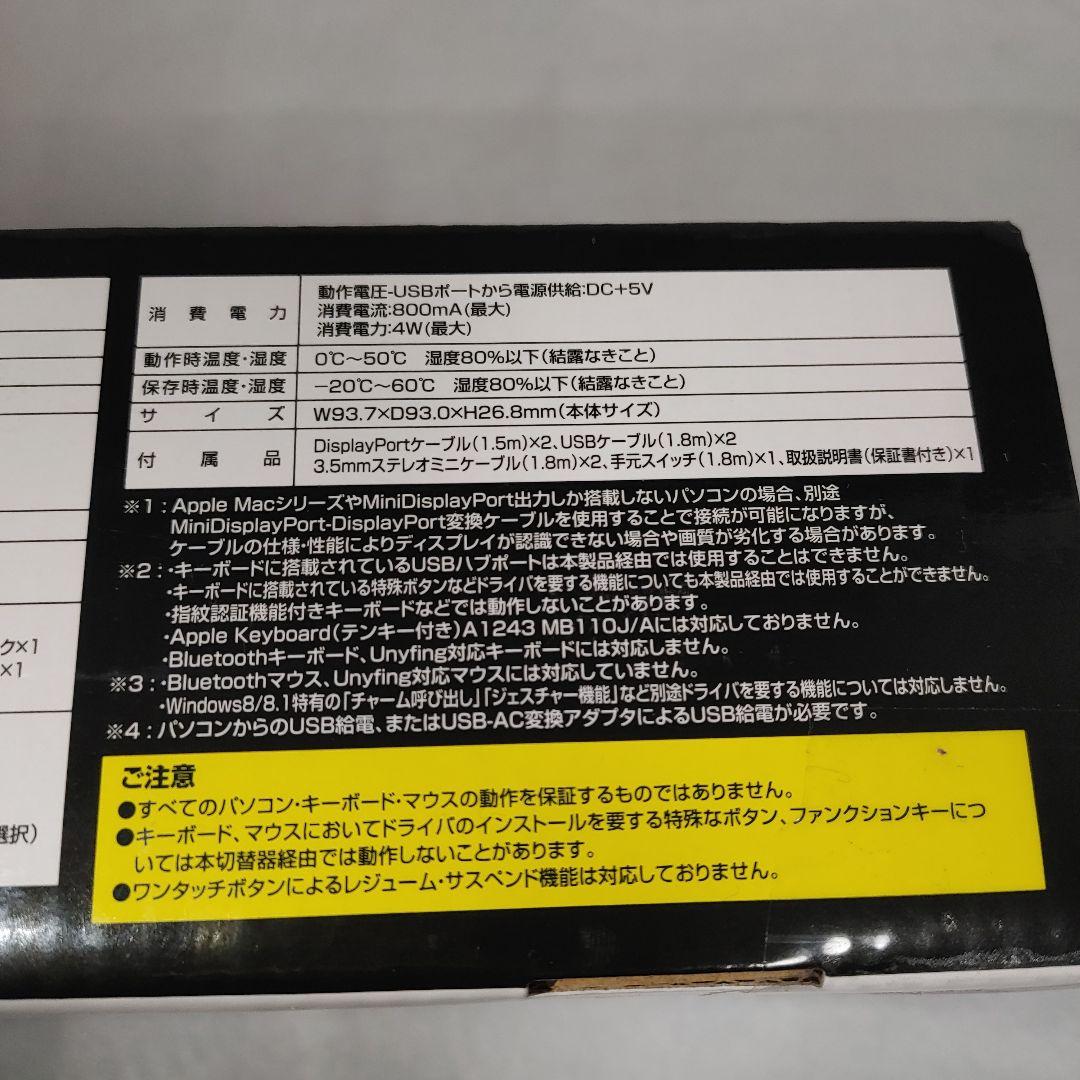 ク×1
×1
選択)
消費電力
動作電圧-USBポートから電源供給:DC+5V
消費電流:800mA(最大)
消費電力:4W(最大)
動作時温度・湿度 0℃～50℃ 湿度80%以下(結露なきこと)
保存時温度・湿度 −20℃～60℃ 湿度80%以下(結露なきこと)
サイズ W93.7×D93.0×H26.8mm(本体サイズ)
付属品
DisplayPortケーブル(1.5m)×2、USBケーブル(1.8m)×2
3.5mmステレオミニケーブル(1.8m)×2、手元スイッチ(1.8m)×1、取扱説明書(保証書付き)×1
※1:Apple MacシリーズやMiniDisplayPort出力しか搭載しないパソコンの場合、別途
MiniDisplayPort-DisplayPort変換ケーブルを使用することで接続が可能になりますが、
ケーブルの仕様・性能によりディスプレイが認識できない場合や画質が劣化する場合があります。
※2:・キーボードに搭載されているUSBハブポートは本製品経由では使用することはできません。
・キーボードに搭載されている特殊ボタンなどドライバを要する機能についても本製品経由では使用することができません。
・指紋認証機能付きキーボードなどでは動作しないことがあります。
・Apple Keyboard(テンキー付き)A1243 MB110J/Aには対応しておりません。
・Bluetoothキーボード、Unyfing対応キーボードには対応しません。
※3:・Bluetoothマウス、Unyfing対応マウスには対応していません。
・Windows8/8.1特有の「チャーム呼び出し」「ジェスチャー機能」など別途ドライバを要する機能については対応しません。
※4:パソコンからのUSB給電、またはUSB-AC変換アダプタによるUSB給電が必要です。
ご注意
●すべてのパソコン・キーボード・マウスの動作を保証するものではありません。
●キーボード、マウスにおいてドライバのインストールを要する特殊なボタン、ファンクションキーにつ
いては本切替器経由では動作しないことがあります。
●ワンタッチボタンによるレジューム・サスペンド機能は対応しておりません。